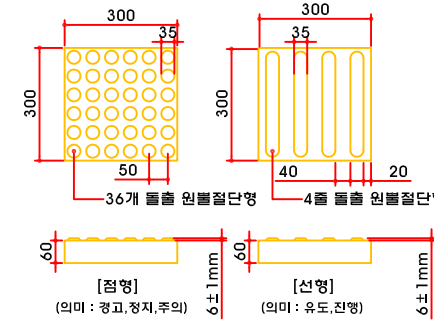 300
300
35
35
300
300
50
40
20
36개 돌출 원뿔절단형
4줄 돌출 원뿔절단
60
60
6±1mm
6±1mm
[점형]
[선형]
(의미 : 경고,정지,주의)
(의미 : 유도,진행)